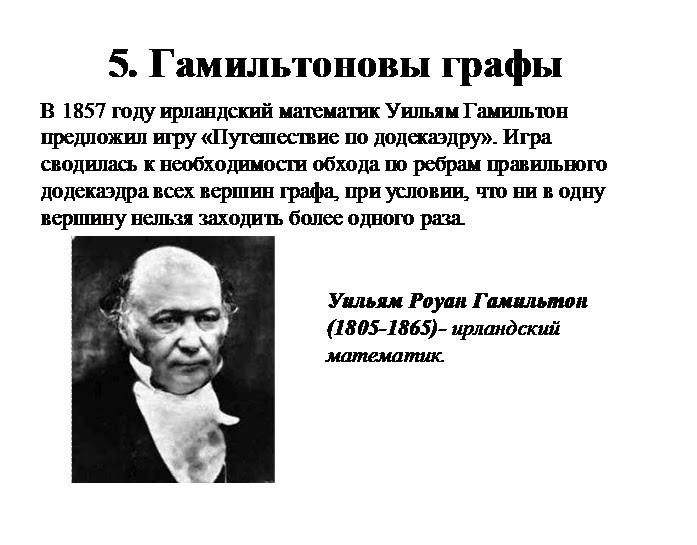 5. Гамильтоновы графы
В 1857 году ирландский математик Уильям Гамильтон
предложил игру «Путешествие по додекаэдру». Игра
сводилась к необходимости обхода по ребрам правильного
додекаэдра всех вершин графа, при условии, что ни в одну
вершину нельзя заходить более одного раза.
Уильям Роуан Гамильтон
(1805-1865)- ирландский
математик.